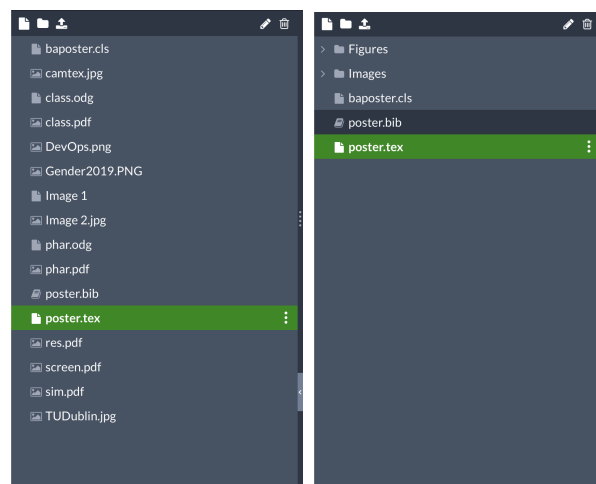 baposter.cls
camtex.jpg
class.odg
class.pdf
DevOps.png
Gender2019.PNG
Image 1
Image 2.jpg
phar.odg
phar.pdf
poster.bib
poster.tex
res.pdf
screen.pdf
sim.pdf
TUDublin.jpg
Figures
Images
baposter.cls
poster.bib
poster.tex